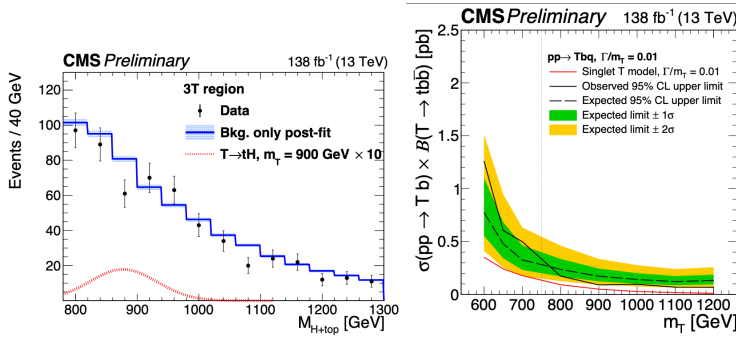 CMS Preliminary 138 fb⁻¹ (13 TeV)
Events / 40 GeV
120
100
80
60
40
20
3T region
Data
Bkg. only post-fit
T→tH, m_T = 900 GeV × 10
800 900 1000 1100 1200 1300
M_H+top [GeV]
CMS Preliminary 138 fb⁻¹ (13 TeV)
σ(pp → T b) × B(T → tbb̅) [pb]
2.5
2
1.5
1
0.5
0
pp→ Tbq, Γ/m_T = 0.01
Singlet T model, Γ/m_T = 0.01
Observed 95% CL upper limit
Expected 95% CL upper limit
Expected limit ± 1σ
Expected limit ± 2σ
600 700 800 900 1000 1100 1200
m_T [GeV]